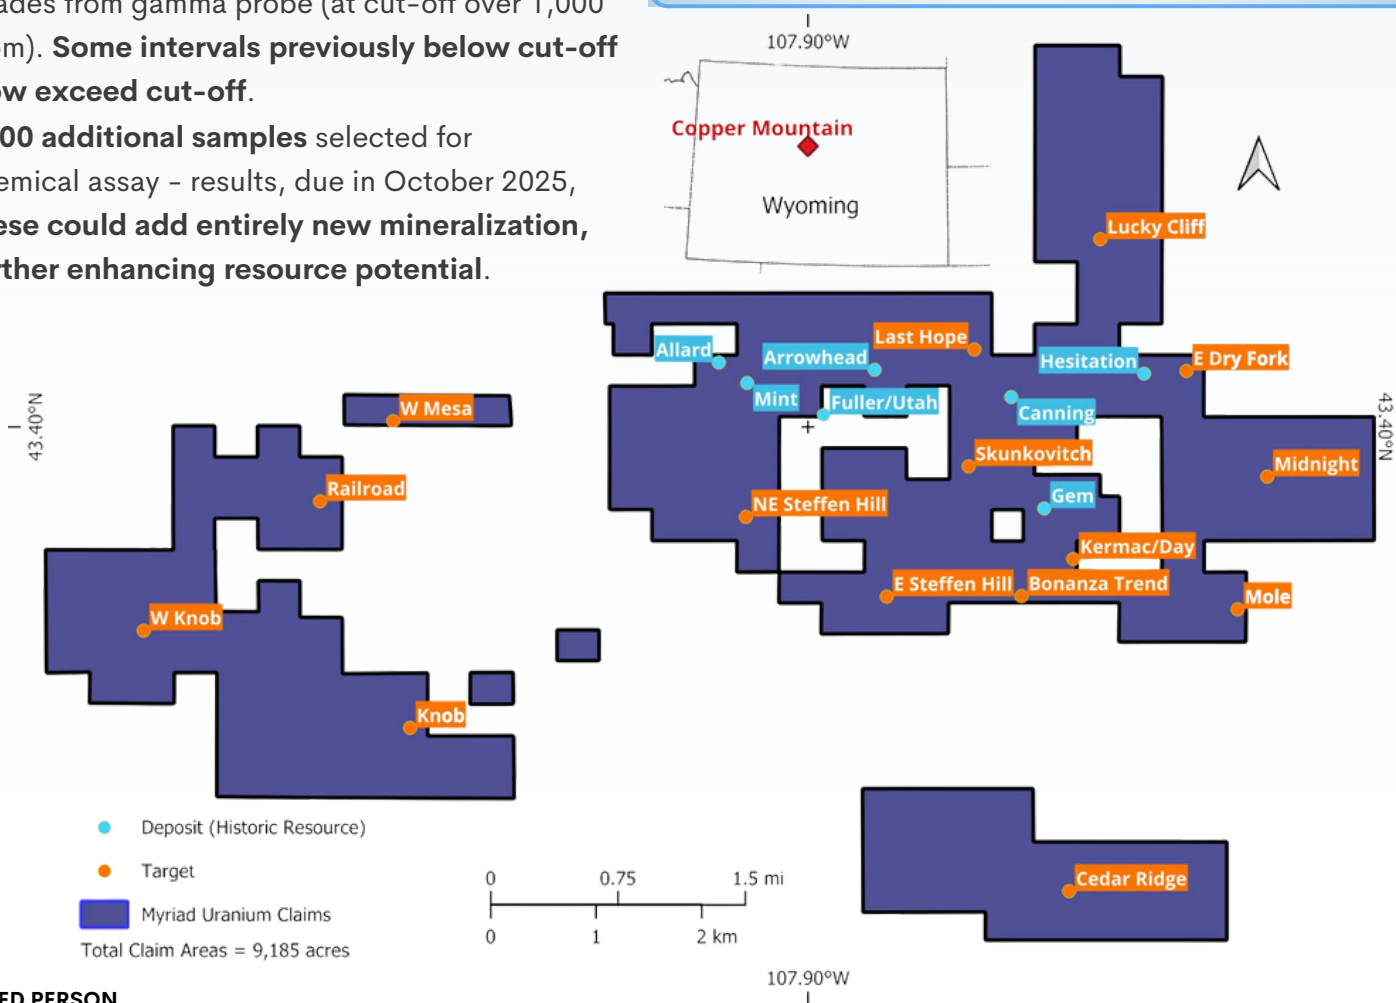 ades from gamma probe (at cut-off over 1,000
m). Some intervals previously below cut-off
w exceed cut-off.
00 additional samples selected for
emical assay - results, due in October 2025,
ese could add entirely new mineralization,
rther enhancing resource potential.
107.90°W
Copper Mountain
Wyoming
Lucky Cliff
Last Hope
Allard
Arrowhead
Hesitation
E Dry Fork
Mint
Fuller/Utah
Canning
43.40°N
43.40°N
W Mesa
Skunkovitch
Midnight
Railroad
NE Steffen Hill
Gem
Kermac/Day
E Steffen Hill
Bonanza Trend
Mole
W Knob
Knob
Deposit (Historic Resource)
Target
Myriad Uranium Claims
Total Claim Areas = 9,185 acres
0 0.75 1.5 mi
0 1 2 km
Cedar Ridge
107.90°W
ED PERSON